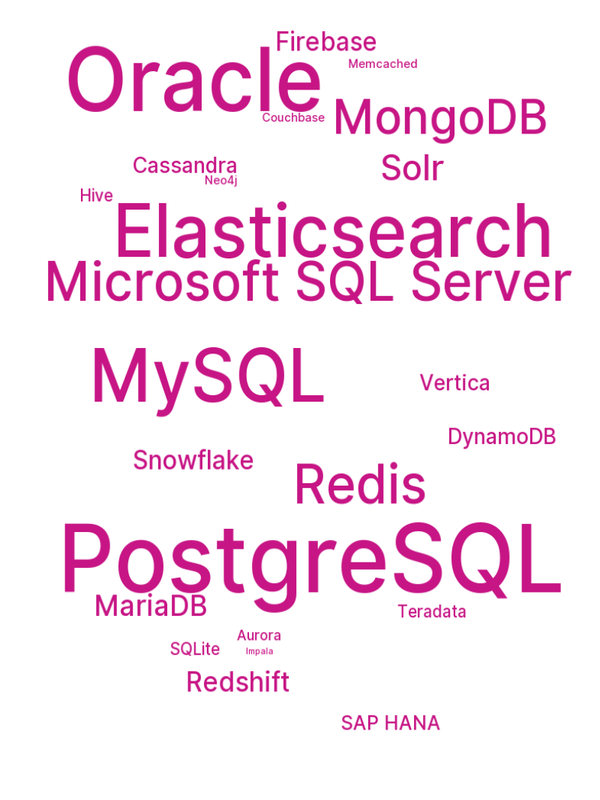 Firebase
Memcached
Oracle
Couchbase
MongoDB
Cassandra
Solr
Neo4j
Hive
Elasticsearch
Microsoft SQL Server
MySQL
Vertica
DynamoDB
Snowflake
Redis
PostgreSQL
MariaDB
Teradata
Aurora
SQLite
Impala
Redshift
SAP HANA